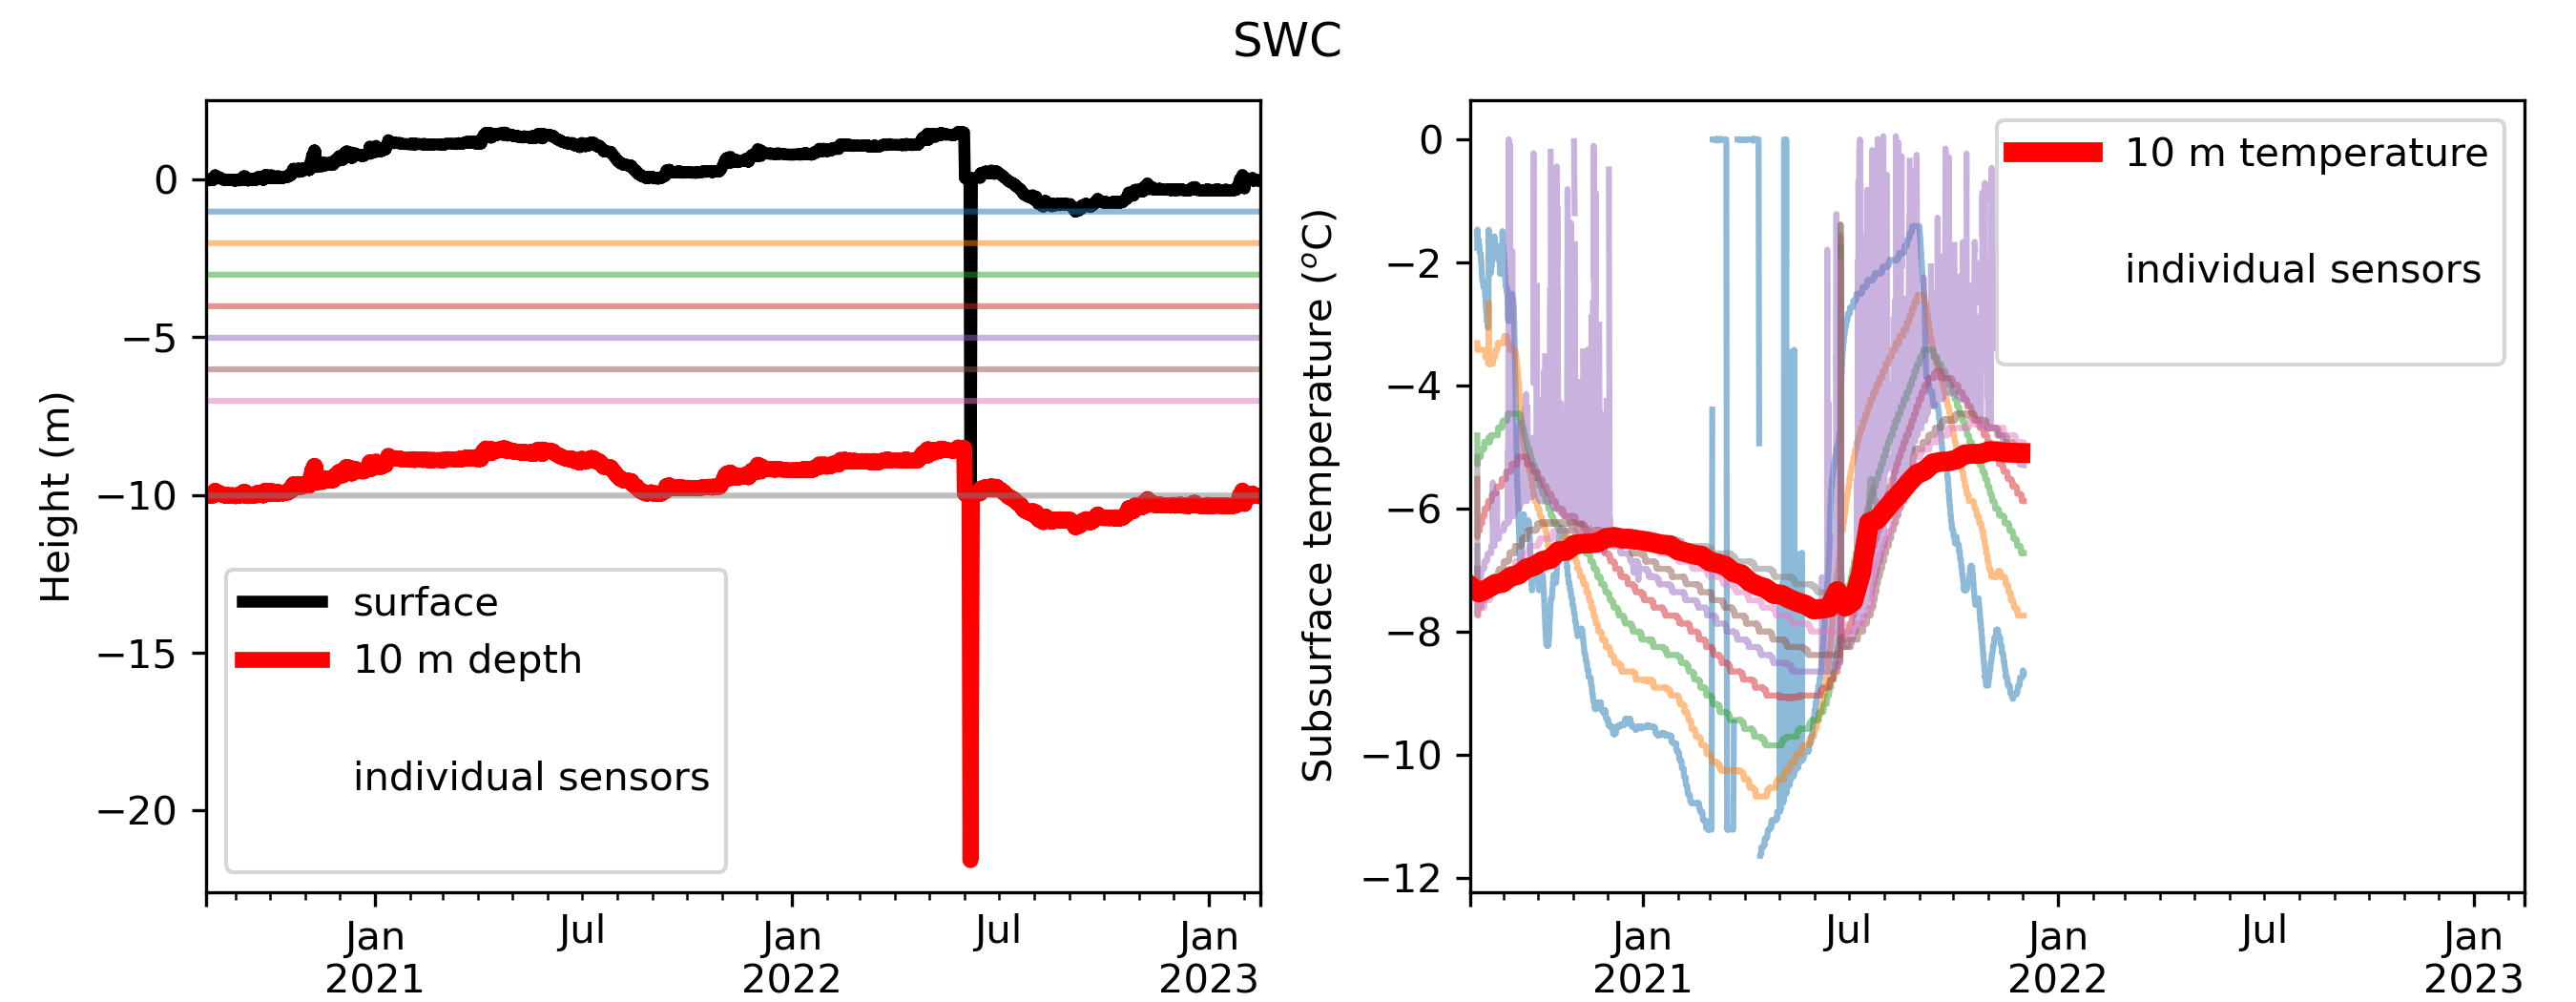 SWC
Height (m)
0
−5
−10
−15
−20
surface
10 m depth
individual sensors
Jan
2021
Jul
Jan
2022
Jul
Jan
2023
Subsurface temperature (°C)
0
−2
−4
−6
−8
−10
−12
10 m temperature
individual sensors
Jan
2021
Jul
Jan
2022
Jul
Jan
2023